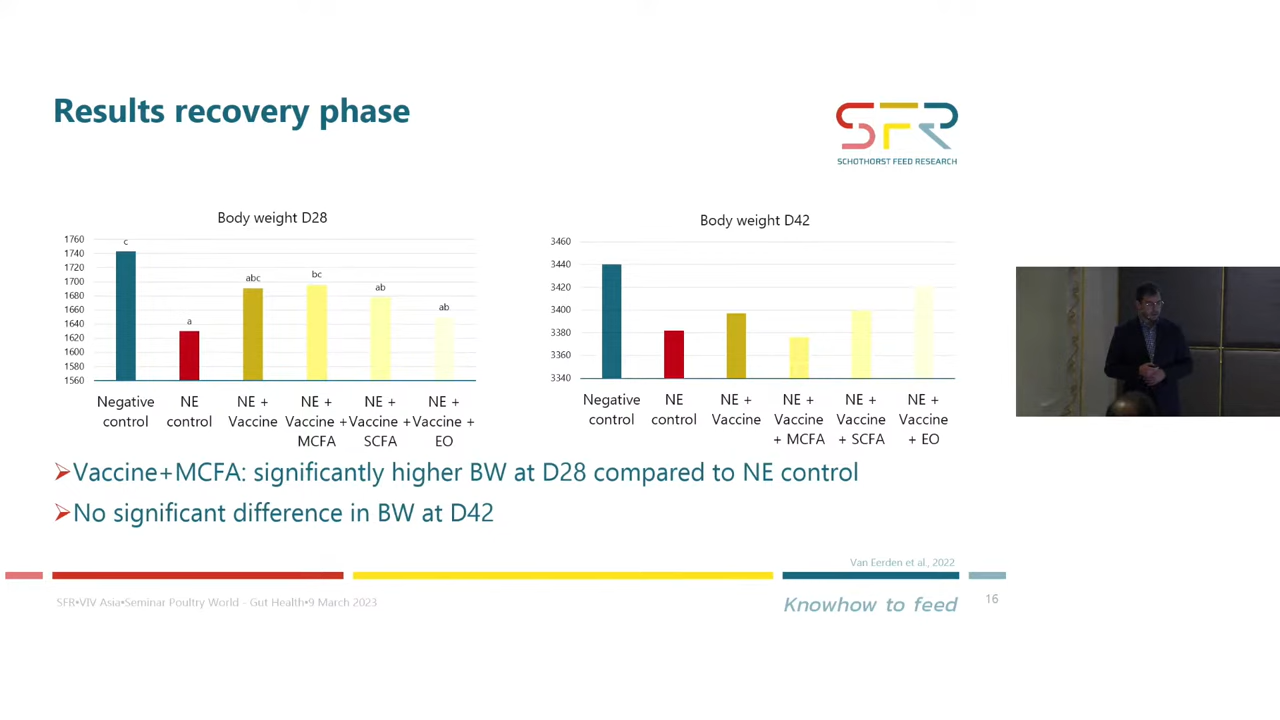 Results recovery phase
SFR
SCHOTHORST FEED RESEARCH
Body weight D28
1760
1740
1720
1700
1680
1660
1640
1620
1600
1580
1560
c
a
abc
bc
ab
ab
Negative control
NE control
NE + Vaccine
NE + Vaccine + MCFA
NE + Vaccine + SCFA
NE + Vaccine + EO
Body weight D42
3460
3440
3420
3400
3380
3360
3340
Negative control
NE control
NE + Vaccine
NE + Vaccine + MCFA
NE + Vaccine + SCFA
NE + Vaccine + EO
Vaccine+MCFA: significantly higher BW at D28 compared to NE control
No significant difference in BW at D42
Van Eerden et al., 2022
SFR•VIV Asia•Seminar Poultry World - Gut Health•9 March 2023
Knowhow to feed
16